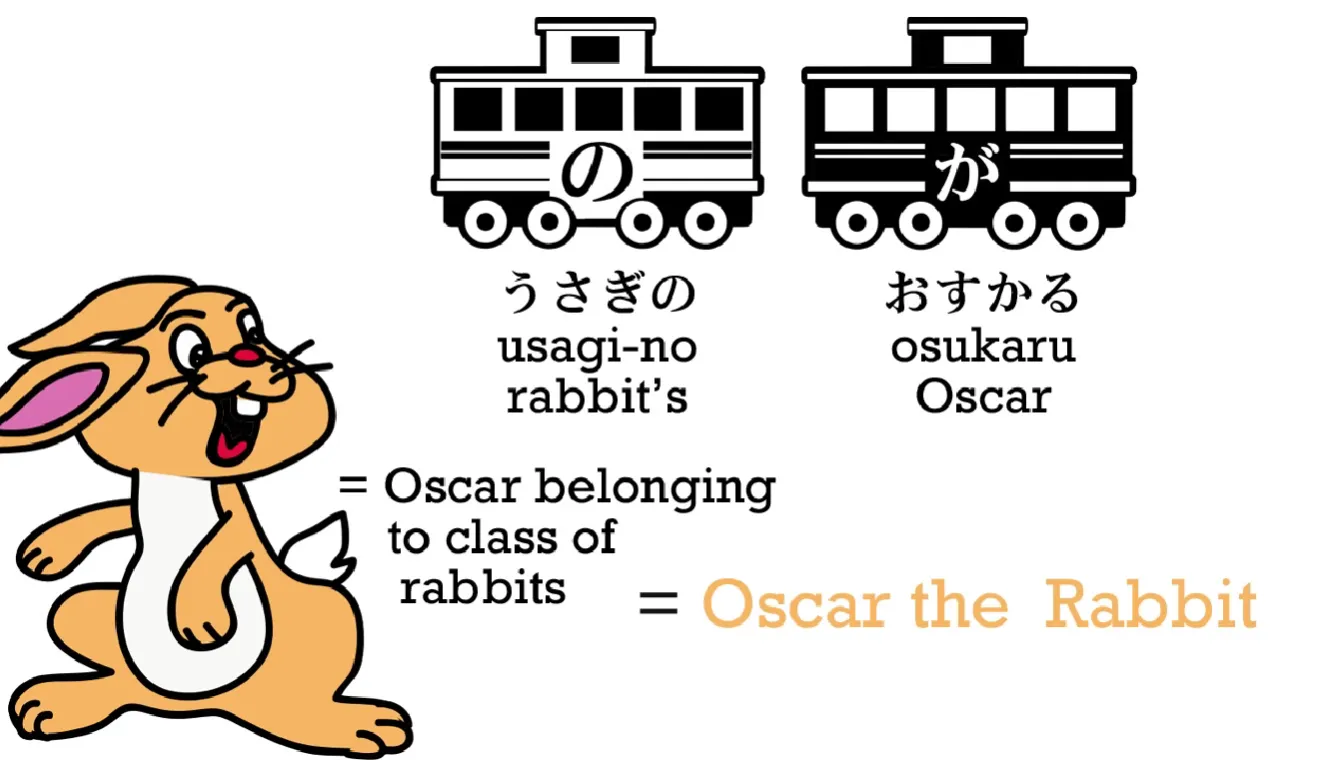 の
が
うさぎの
usagi-no
rabbit's
おすかる
osukaru
Oscar
= Oscar belonging
to class of
rabbits
= Oscar the Rabbit